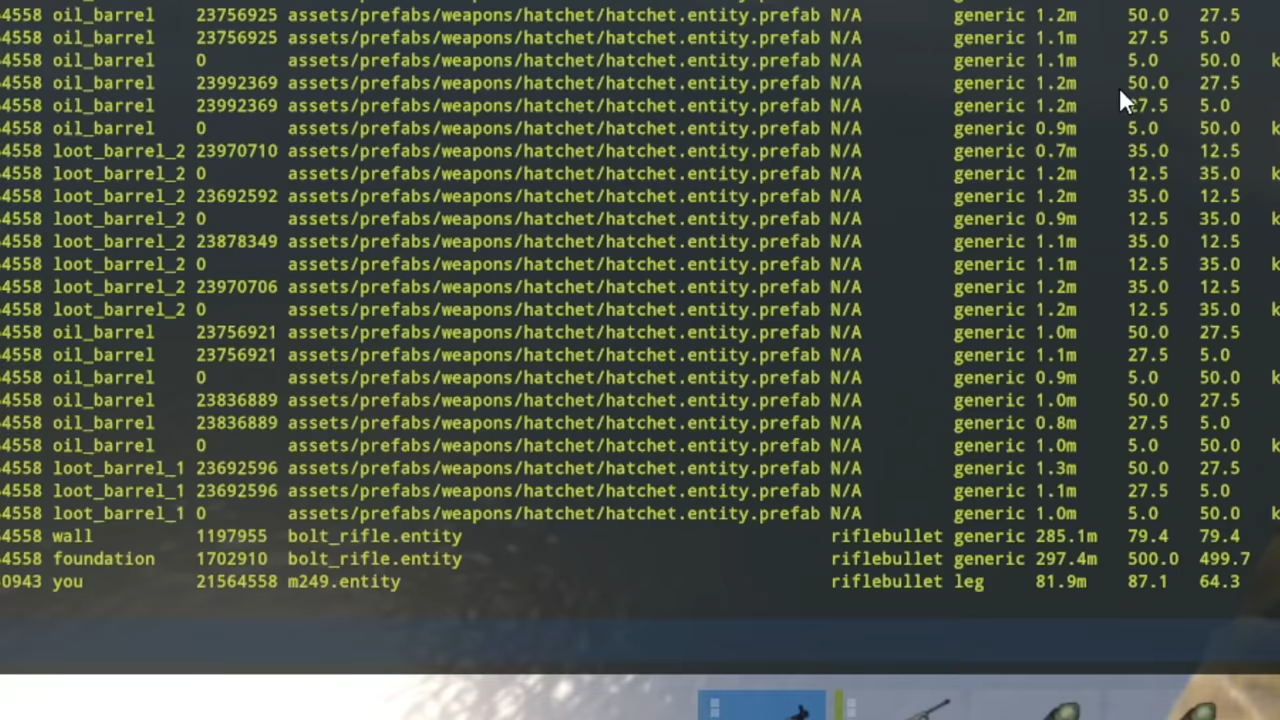 4558 oil_barrel 23756925 assets/prefabs/weapons/hatchet/hatchet.entity.prefab N/A generic 1.2m 50.0 27.5
4558 oil_barrel 23756925 assets/prefabs/weapons/hatchet/hatchet.entity.prefab N/A generic 1.1m 27.5 5.0
4558 oil_barrel 0 assets/prefabs/weapons/hatchet/hatchet.entity.prefab N/A generic 1.1m 5.0 50.0 k
4558 oil_barrel 23992369 assets/prefabs/weapons/hatchet/hatchet.entity.prefab N/A generic 1.2m 50.0 27.5
4558 oil_barrel 23992369 assets/prefabs/weapons/hatchet/hatchet.entity.prefab N/A generic 1.2m 27.5 5.0
4558 oil_barrel 0 assets/prefabs/weapons/hatchet/hatchet.entity.prefab N/A generic 0.9m 5.0 50.0 k
4558 loot_barrel_2 23970710 assets/prefabs/weapons/hatchet/hatchet.entity.prefab N/A generic 0.7m 35.0 12.5
4558 loot_barrel_2 0 assets/prefabs/weapons/hatchet/hatchet.entity.prefab N/A generic 1.2m 12.5 35.0 k
4558 loot_barrel_2 23692592 assets/prefabs/weapons/hatchet/hatchet.entity.prefab N/A generic 1.2m 35.0 12.5
4558 loot_barrel_2 0 assets/prefabs/weapons/hatchet/hatchet.entity.prefab N/A generic 0.9m 12.5 35.0 k
4558 loot_barrel_2 23878349 assets/prefabs/weapons/hatchet/hatchet.entity.prefab N/A generic 1.1m 35.0 12.5
4558 loot_barrel_2 0 assets/prefabs/weapons/hatchet/hatchet.entity.prefab N/A generic 1.1m 12.5 35.0 k
4558 loot_barrel_2 23970706 assets/prefabs/weapons/hatchet/hatchet.entity.prefab N/A generic 1.2m 35.0 12.5
4558 loot_barrel_2 0 assets/prefabs/weapons/hatchet/hatchet.entity.prefab N/A generic 1.2m 12.5 35.0 k
4558 oil_barrel 23756921 assets/prefabs/weapons/hatchet/hatchet.entity.prefab N/A generic 1.0m 50.0 27.5
4558 oil_barrel 23756921 assets/prefabs/weapons/hatchet/hatchet.entity.prefab N/A generic 1.1m 27.5 5.0
4558 oil_barrel 0 assets/prefabs/weapons/hatchet/hatchet.entity.prefab N/A generic 0.9m 5.0 50.0 k
4558 oil_barrel 23836889 assets/prefabs/weapons/hatchet/hatchet.entity.prefab N/A generic 1.0m 50.0 27.5
4558 oil_barrel 23836889 assets/prefabs/weapons/hatchet/hatchet.entity.prefab N/A generic 0.8m 27.5 5.0
4558 oil_barrel 0 assets/prefabs/weapons/hatchet/hatchet.entity.prefab N/A generic 1.0m 5.0 50.0 k
4558 loot_barrel_1 23692596 assets/prefabs/weapons/hatchet/hatchet.entity.prefab N/A generic 1.3m 50.0 27.5
4558 loot_barrel_1 23692596 assets/prefabs/weapons/hatchet/hatchet.entity.prefab N/A generic 1.1m 27.5 5.0
4558 loot_barrel_1 0 assets/prefabs/weapons/hatchet/hatchet.entity.prefab N/A generic 1.0m 5.0 50.0 k
4558 wall 1197955 bolt_rifle.entity riflebullet generic 285.1m 79.4 79.4
4558 foundation 1702910 bolt_rifle.entity riflebullet generic 297.4m 500.0 499.7
0943 you 21564558 m249.entity riflebullet leg 81.9m 87.1 64.3